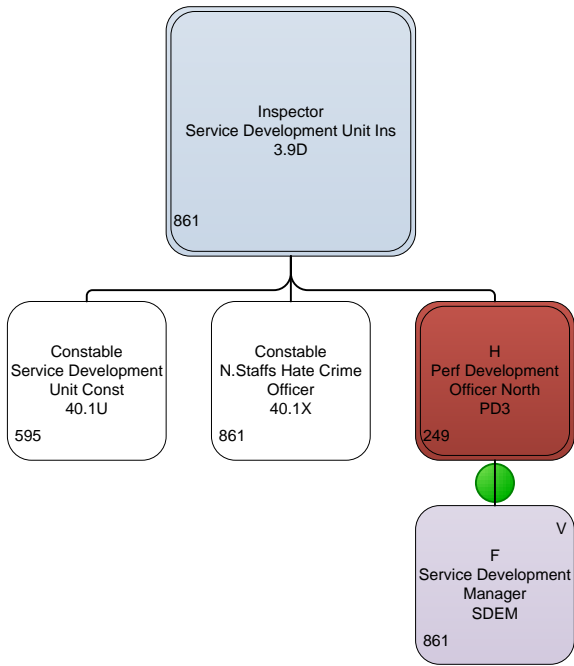 Inspector
Service Development Unit Ins
3.9D
861
Constable
Service Development
Unit Const
40.1U
595
Constable
N.Staffs Hate Crime
Officer
40.1X
861
H
Perf Development
Officer North
PD3
249
V
F
Service Development
Manager
SDEM
861